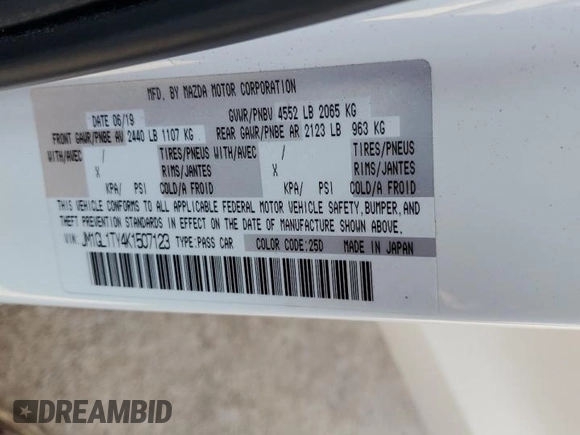 MFD. BY MAZDA MOTOR CORPORATION
DATE 06/19 GVWR/PNBV 4552 LB 2065 KG
FRONT GAWR/PNBE AV 2440 LB 1107 KG REAR GAWR/PNBE AR 2123 LB 963 KG
WITH/AVEC / TIRES/PNEUS WITH/AVEC / TIRES/PNEUS
X RIMS/JANTES X RIMS/JANTES
KPA/ PSI COLD/A FROID KPA/ PSI COLD/A FROID
THIS VEHICLE CONFORMS TO ALL APPLICABLE FEDERAL MOTOR VEHICLE SAFETY, BUMPER, AND
THEFT PREVENTION STANDARDS IN EFFECT ON THE DATE OF MANUFACTURE SHOWN ABOVE.
VIN: JM1GL1TY4K1507123 TYPE: PASS CAR COLOR CODE: 25D MADE IN JAPAN
DREAMBID